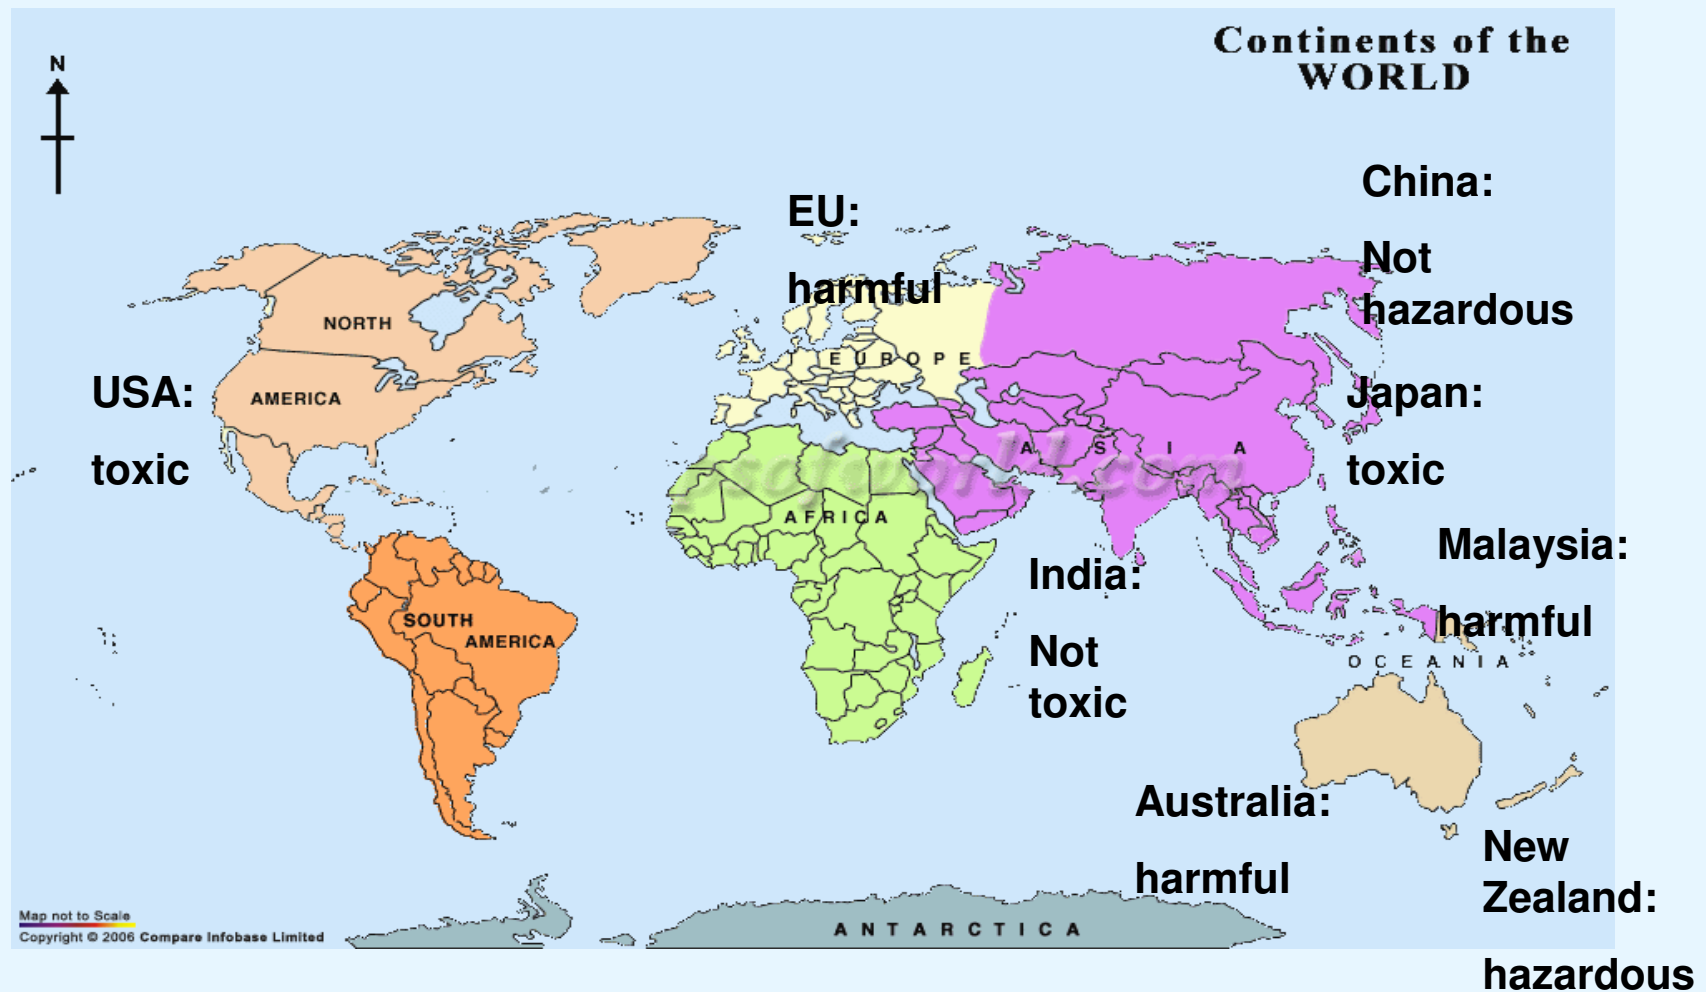 Continents of the
WORLD
N
China:
Not
hazardous
EU:
harmful
NORTH
AMERICA
EUROPE
USA:
toxic
Japan:
toxic
ASIA
AFRICA
Malaysia:
harmful
India:
Not
toxic
SOUTH
AMERICA
OCEANIA
Australia:
harmful
New
Zealand:
hazardous
ANTARCTICA
Map not to Scale
Copyright © 2006 Compare Infobase Limited